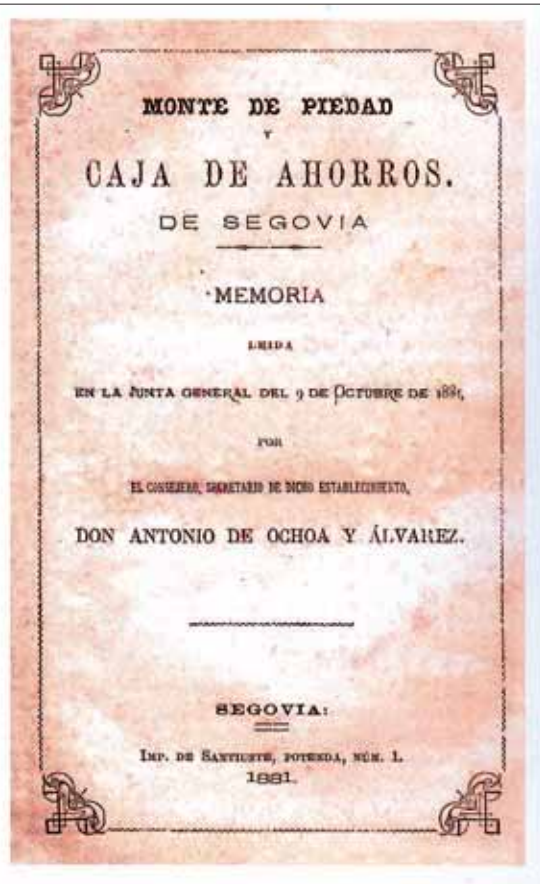 MONTE DE PIEDAD
Y
CAJA DE AHORROS.
DE SEGOVIA
MEMORIA
LEIDA
EN LA JUNTA GENERAL DEL 9 DE OCTUBRE DE 1881,
POR
EL CONSEJERO, SECRETARIO DE DICHO ESTABLECIMIENTO,
DON ANTONIO DE OCHOA Y ÁLVAREZ.
SEGOVIA:
IMP. DE SANTIUSTE, POTENDA, NÚM. 1.
1881.